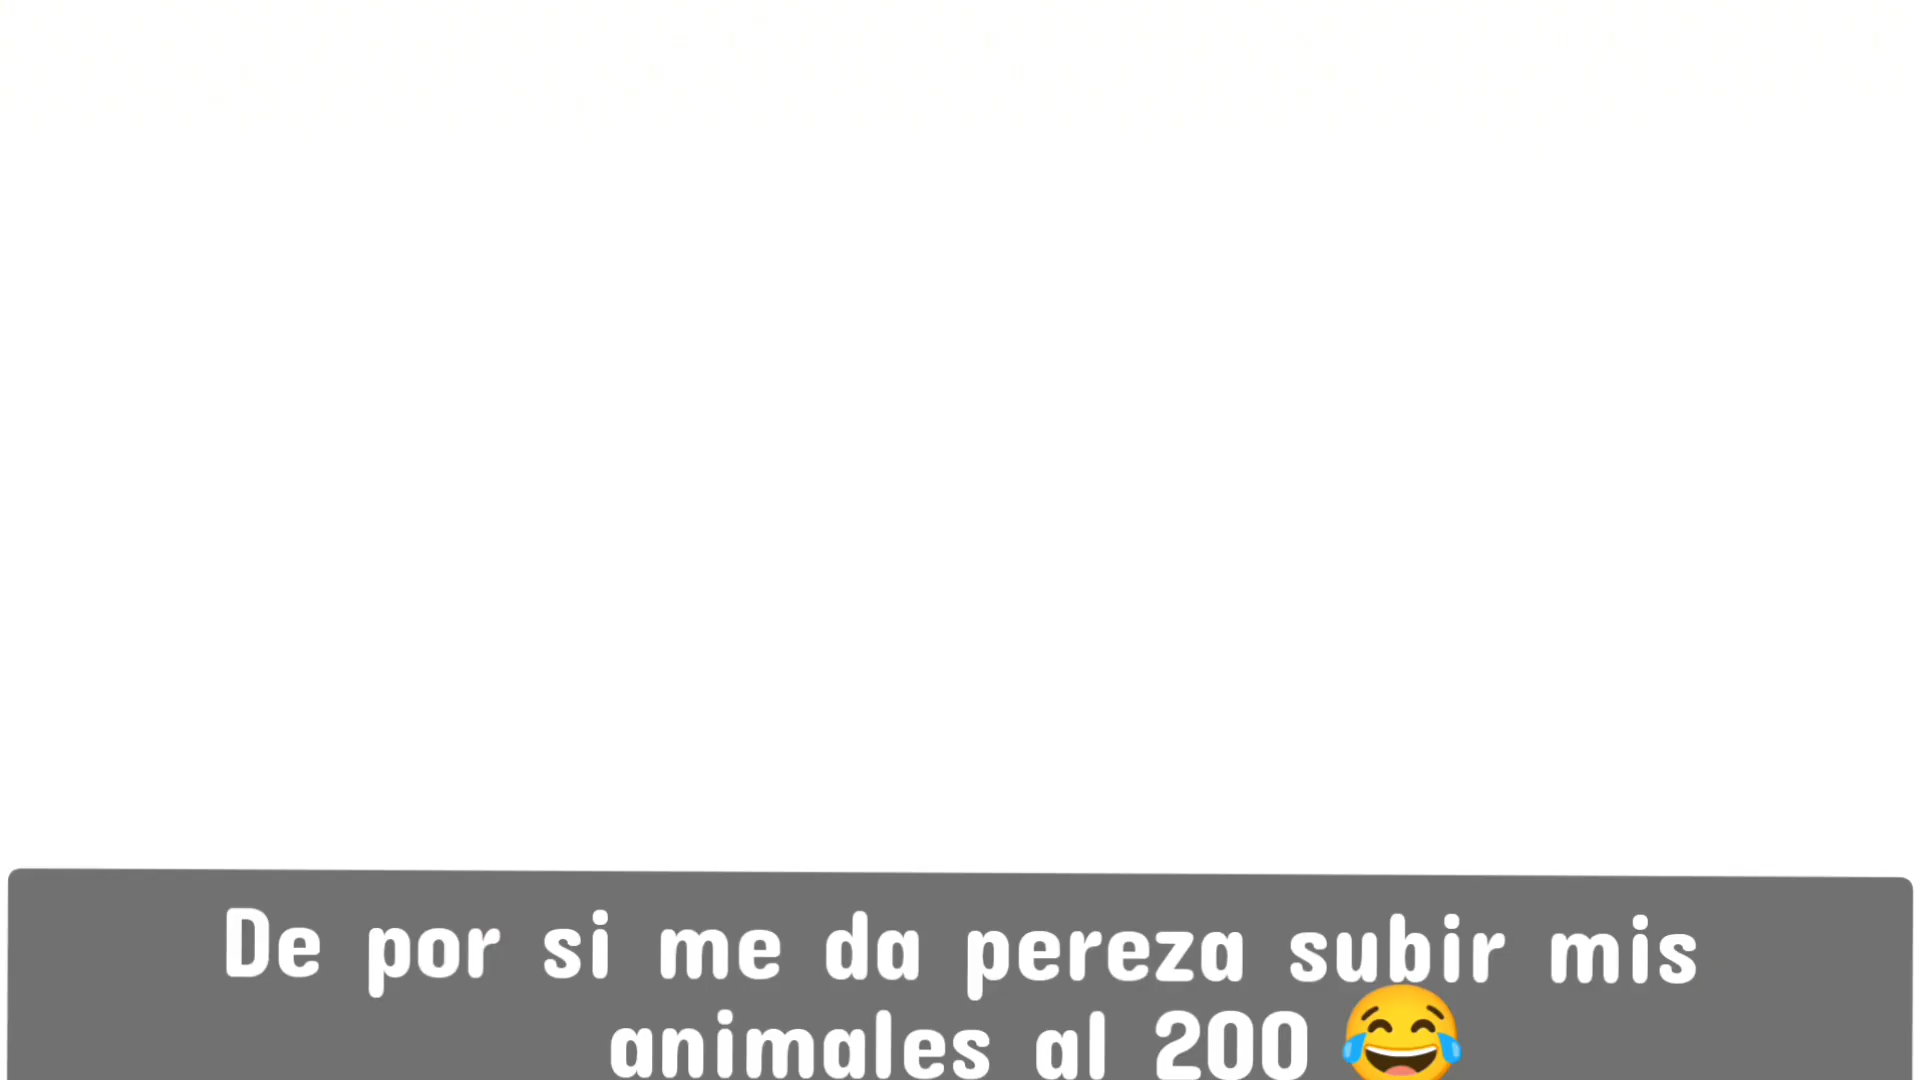 De por si me da pereza subir mis
animales al 200 😂